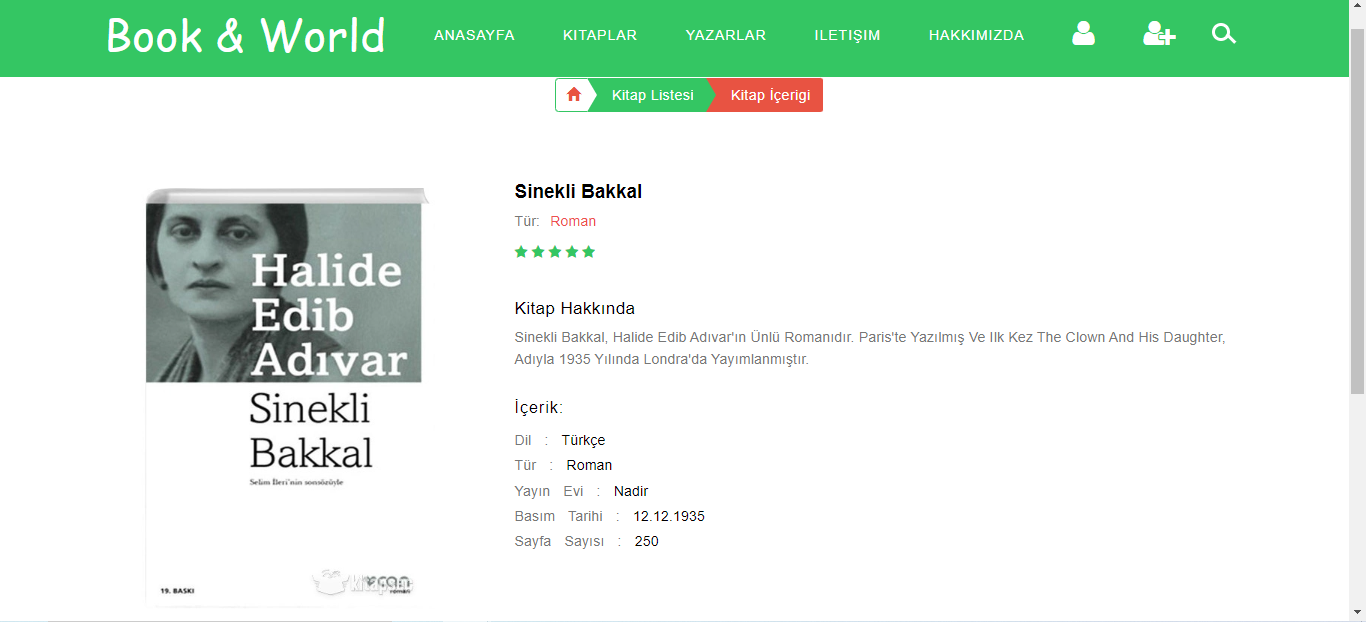 Book & World
ANASAYFA KITAPLAR YAZARLAR ILETIŞIM HAKKIMIZDA
Kitap Listesi Kitap İçerigi
Halide
Edib
Adıvar
Sinekli
Bakkal
Selim İleri'nin sonsözüyle
19. BASKI
Sinekli Bakkal
Tür: Roman
Kitap Hakkında
Sinekli Bakkal, Halide Edib Adıvar'ın Ünlü Romanıdır. Paris'te Yazılmış Ve Ilk Kez The Clown And His Daughter,
Adıyla 1935 Yılında Londra'da Yayımlanmıştır.
İçerik:
Dil : Türkçe
Tür : Roman
Yayın Evi : Nadir
Basım Tarihi : 12.12.1935
Sayfa Sayısı : 250